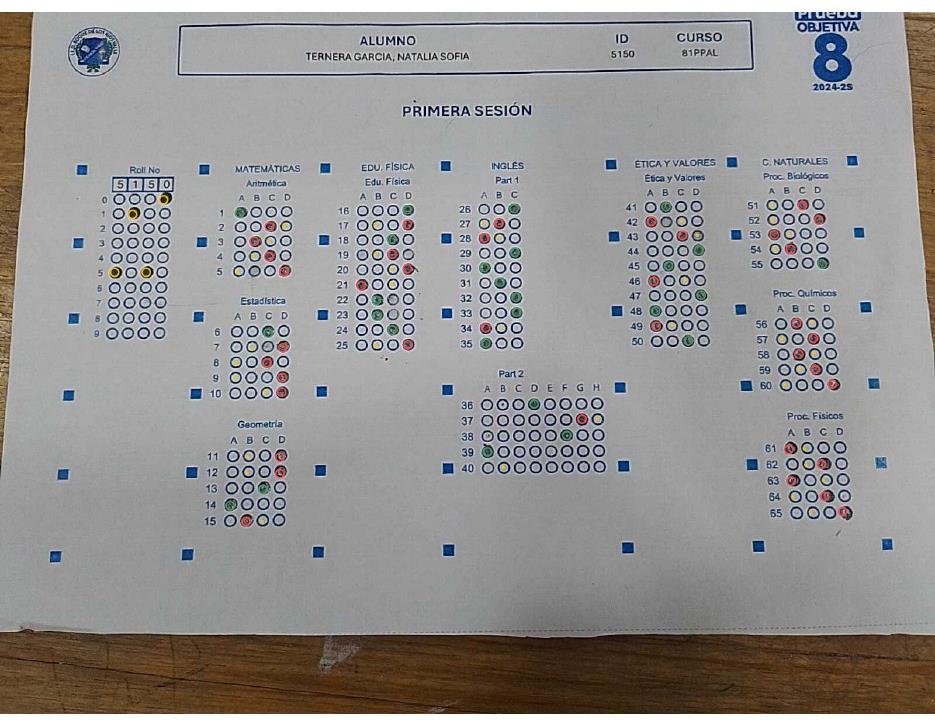 I.E.D. ROQUE DE LOS RIOS VALLE
Prueba
OBJETIVA
8
2024-25
ALUMNO ID CURSO
TERNERA GARCIA, NATALIA SOFIA 5150 81PPAL
PRIMERA SESIÓN
Roll No
5 1 5 0
0
1
2
3
4
5
6
7
8
9
MATEMÁTICAS
Aritmética
A B C D
1
2
3
4
5
Estadística
A B C D
6
7
8
9
10
Geometría
A B C D
11
12
13
14
15
EDU. FÍSICA
Edu. Física
A B C D
16
17
18
19
20
21
22
23
24
25
INGLÉS
Part 1
A B C
26
27
28
29
30
31
32
33
34
35
Part 2
A B C D E F G H
36
37
38
39
40
ÉTICA Y VALORES
Ética y Valores
A B C D
41
42
43
44
45
46
47
48
49
50
C. NATURALES
Proc. Biológicos
A B C D
51
52
53
54
55
Proc. Químicos
A B C D
56
57
58
59
60
Proc. Físicos
A B C D
61
62
63
64
65